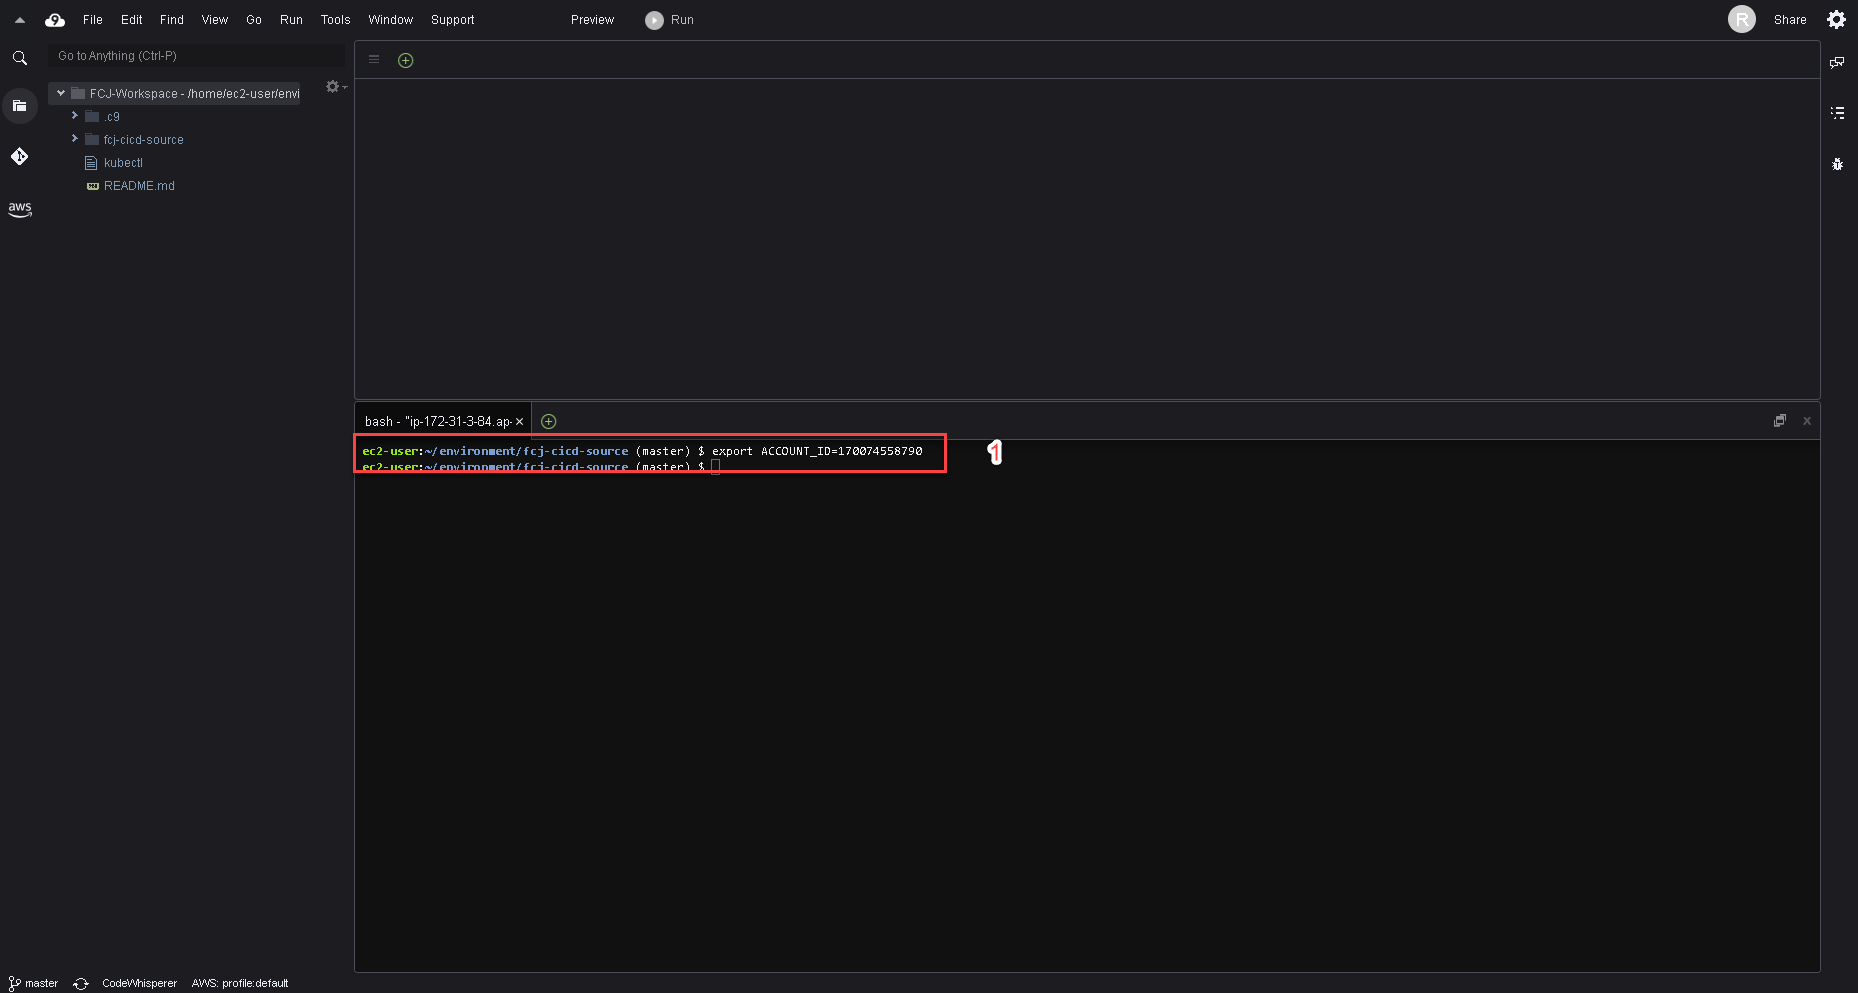 9 File Edit Find View Go Run Tools Window Support Preview Run R Share
Go to Anything (Ctrl-P)
FCJ-Workspace - /home/ec2-user/envi
.c9
fcj-cicd-source
kubectl
README.md
aws
bash - "ip-172-31-3-84.ap-
ec2-user:~/environment/fcj-cicd-source (master) $ export ACCOUNT_ID=170074558790
ec2-user:~/environment/fcj-cicd-source (master) $
1
master CodeWhisperer AWS: profile:default